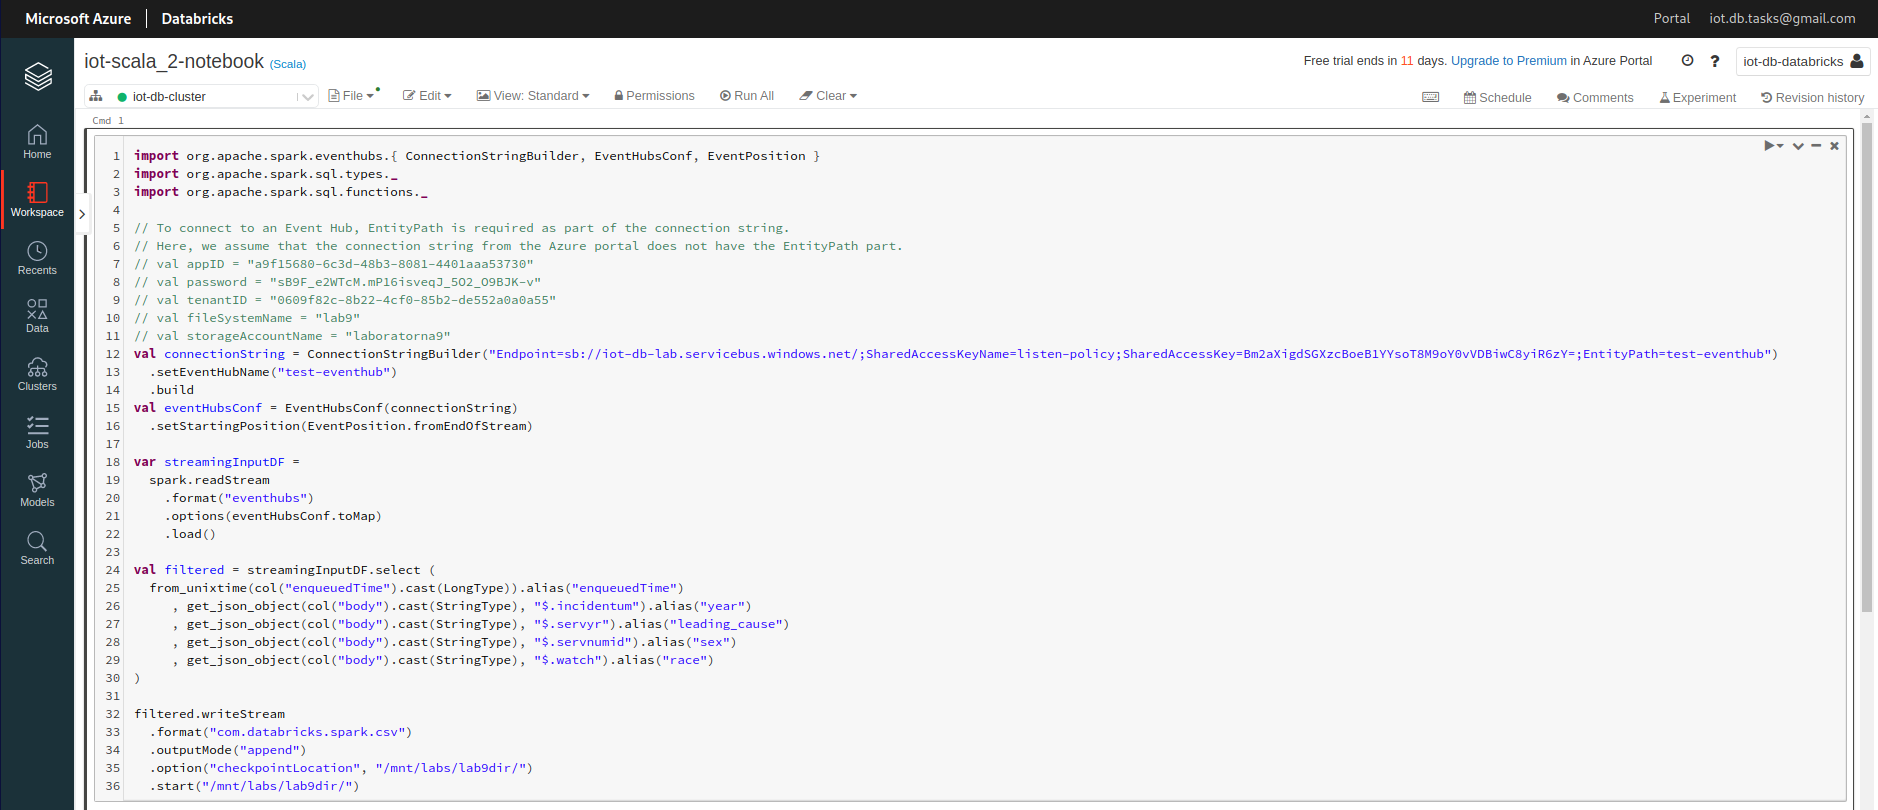 Microsoft Azure Databricks Portal iot.db.tasks@gmail.com
iot-scala_2-notebook (Scala)
Free trial ends in 11 days. Upgrade to Premium in Azure Portal
? iot-db-databricks
iot-db-cluster File Edit View: Standard Permissions Run All Clear
Schedule Comments Experiment Revision history
Home
Workspace
Recents
Data
Clusters
Jobs
Models
Search
Cmd 1
1 import org.apache.spark.eventhubs.{ ConnectionStringBuilder, EventHubsConf, EventPosition }
2 import org.apache.spark.sql.types._
3 import org.apache.spark.sql.functions._
4
5 // To connect to an Event Hub, EntityPath is required as part of the connection string.
6 // Here, we assume that the connection string from the Azure portal does not have the EntityPath part.
7 // val appID = "a9f15680-6c3d-48b3-8081-4401aaa53730"
8 // val password = "sB9F_e2WTcM.mP16isveqJ_5O2_O9BJK-v"
9 // val tenantID = "0609f82c-8b22-4cf0-85b2-de552a0a0a55"
10 // val fileSystemName = "lab9"
11 // val storageAccountName = "laboratorna9"
12 val connectionString = ConnectionStringBuilder("Endpoint=sb://iot-db-lab.servicebus.windows.net/;SharedAccessKeyName=listen-policy;SharedAccessKey=Bm2aXigdSGXzcBoeB1YYsoT8M9oY0vVDBiwC8yiR6zY=;EntityPath=test-eventhub")
13 .setEventHubName("test-eventhub")
14 .build
15 val eventHubsConf = EventHubsConf(connectionString)
16 .setStartingPosition(EventPosition.fromEndOfStream)
17
18 var streamingInputDF =
19 spark.readStream
20 .format("eventhubs")
21 .options(eventHubsConf.toMap)
22 .load()
23
24 val filtered = streamingInputDF.select (
25 from_unixtime(col("enqueuedTime").cast(LongType)).alias("enqueuedTime")
26 , get_json_object(col("body").cast(StringType), "$.incidentum").alias("year")
27 , get_json_object(col("body").cast(StringType), "$.servyr").alias("leading_cause")
28 , get_json_object(col("body").cast(StringType), "$.servnumid").alias("sex")
29 , get_json_object(col("body").cast(StringType), "$.watch").alias("race")
30 )
31
32 filtered.writeStream
33 .format("com.databricks.spark.csv")
34 .outputMode("append")
35 .option("checkpointLocation", "/mnt/labs/lab9dir/")
36 .start("/mnt/labs/lab9dir/")